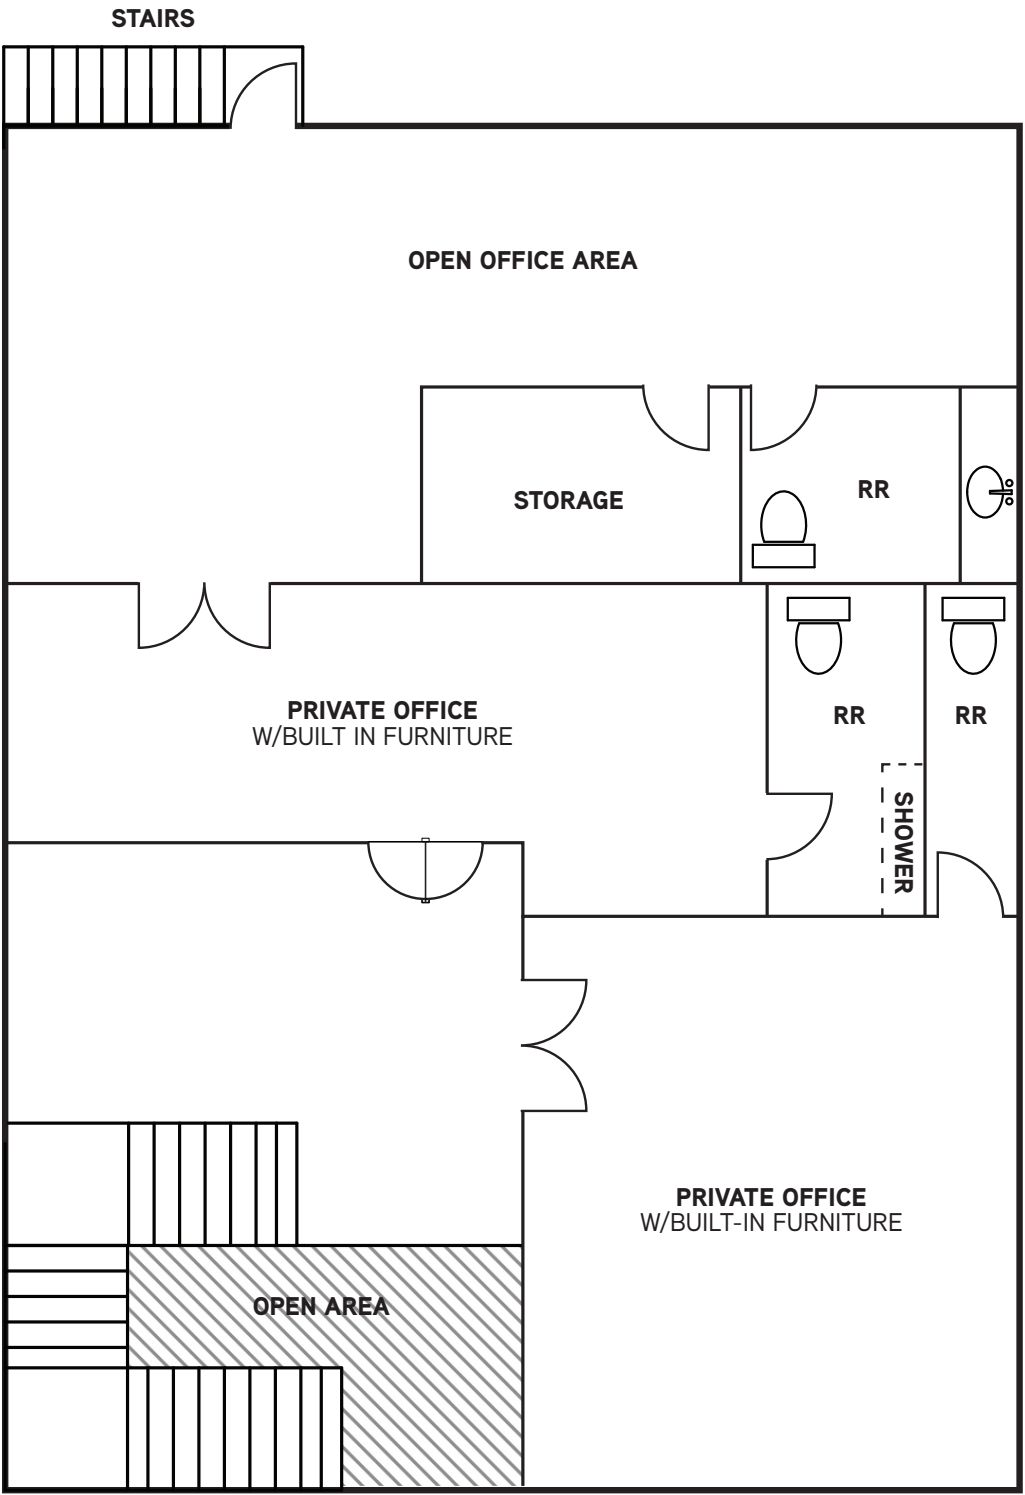 STAIRS
OPEN OFFICE AREA
STORAGE
RR
PRIVATE OFFICE
W/BUILT IN FURNITURE
RR
RR
SHOWER
PRIVATE OFFICE
W/BUILT-IN FURNITURE
OPEN AREA